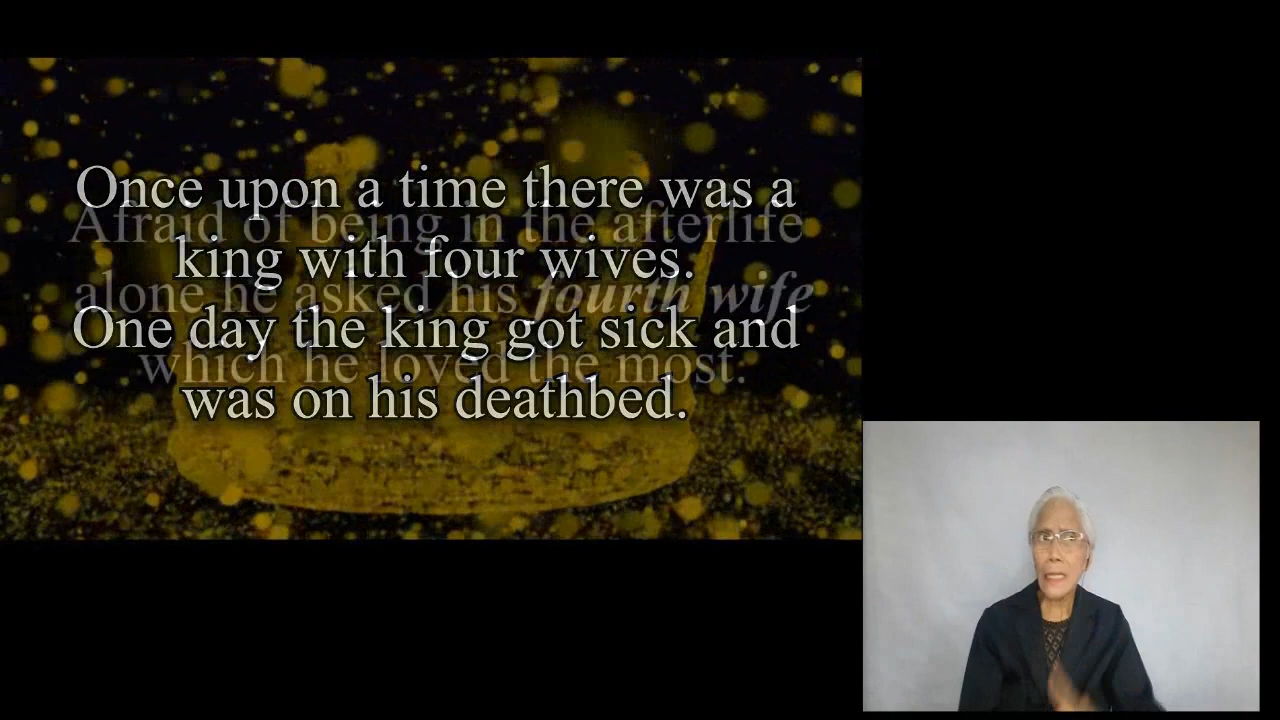 Once upon a time there was a
king with four wives.
One day the king got sick and
was on his deathbed.
Afraid of being in the afterlife
alone he asked his fourth wife
which he loved the most.